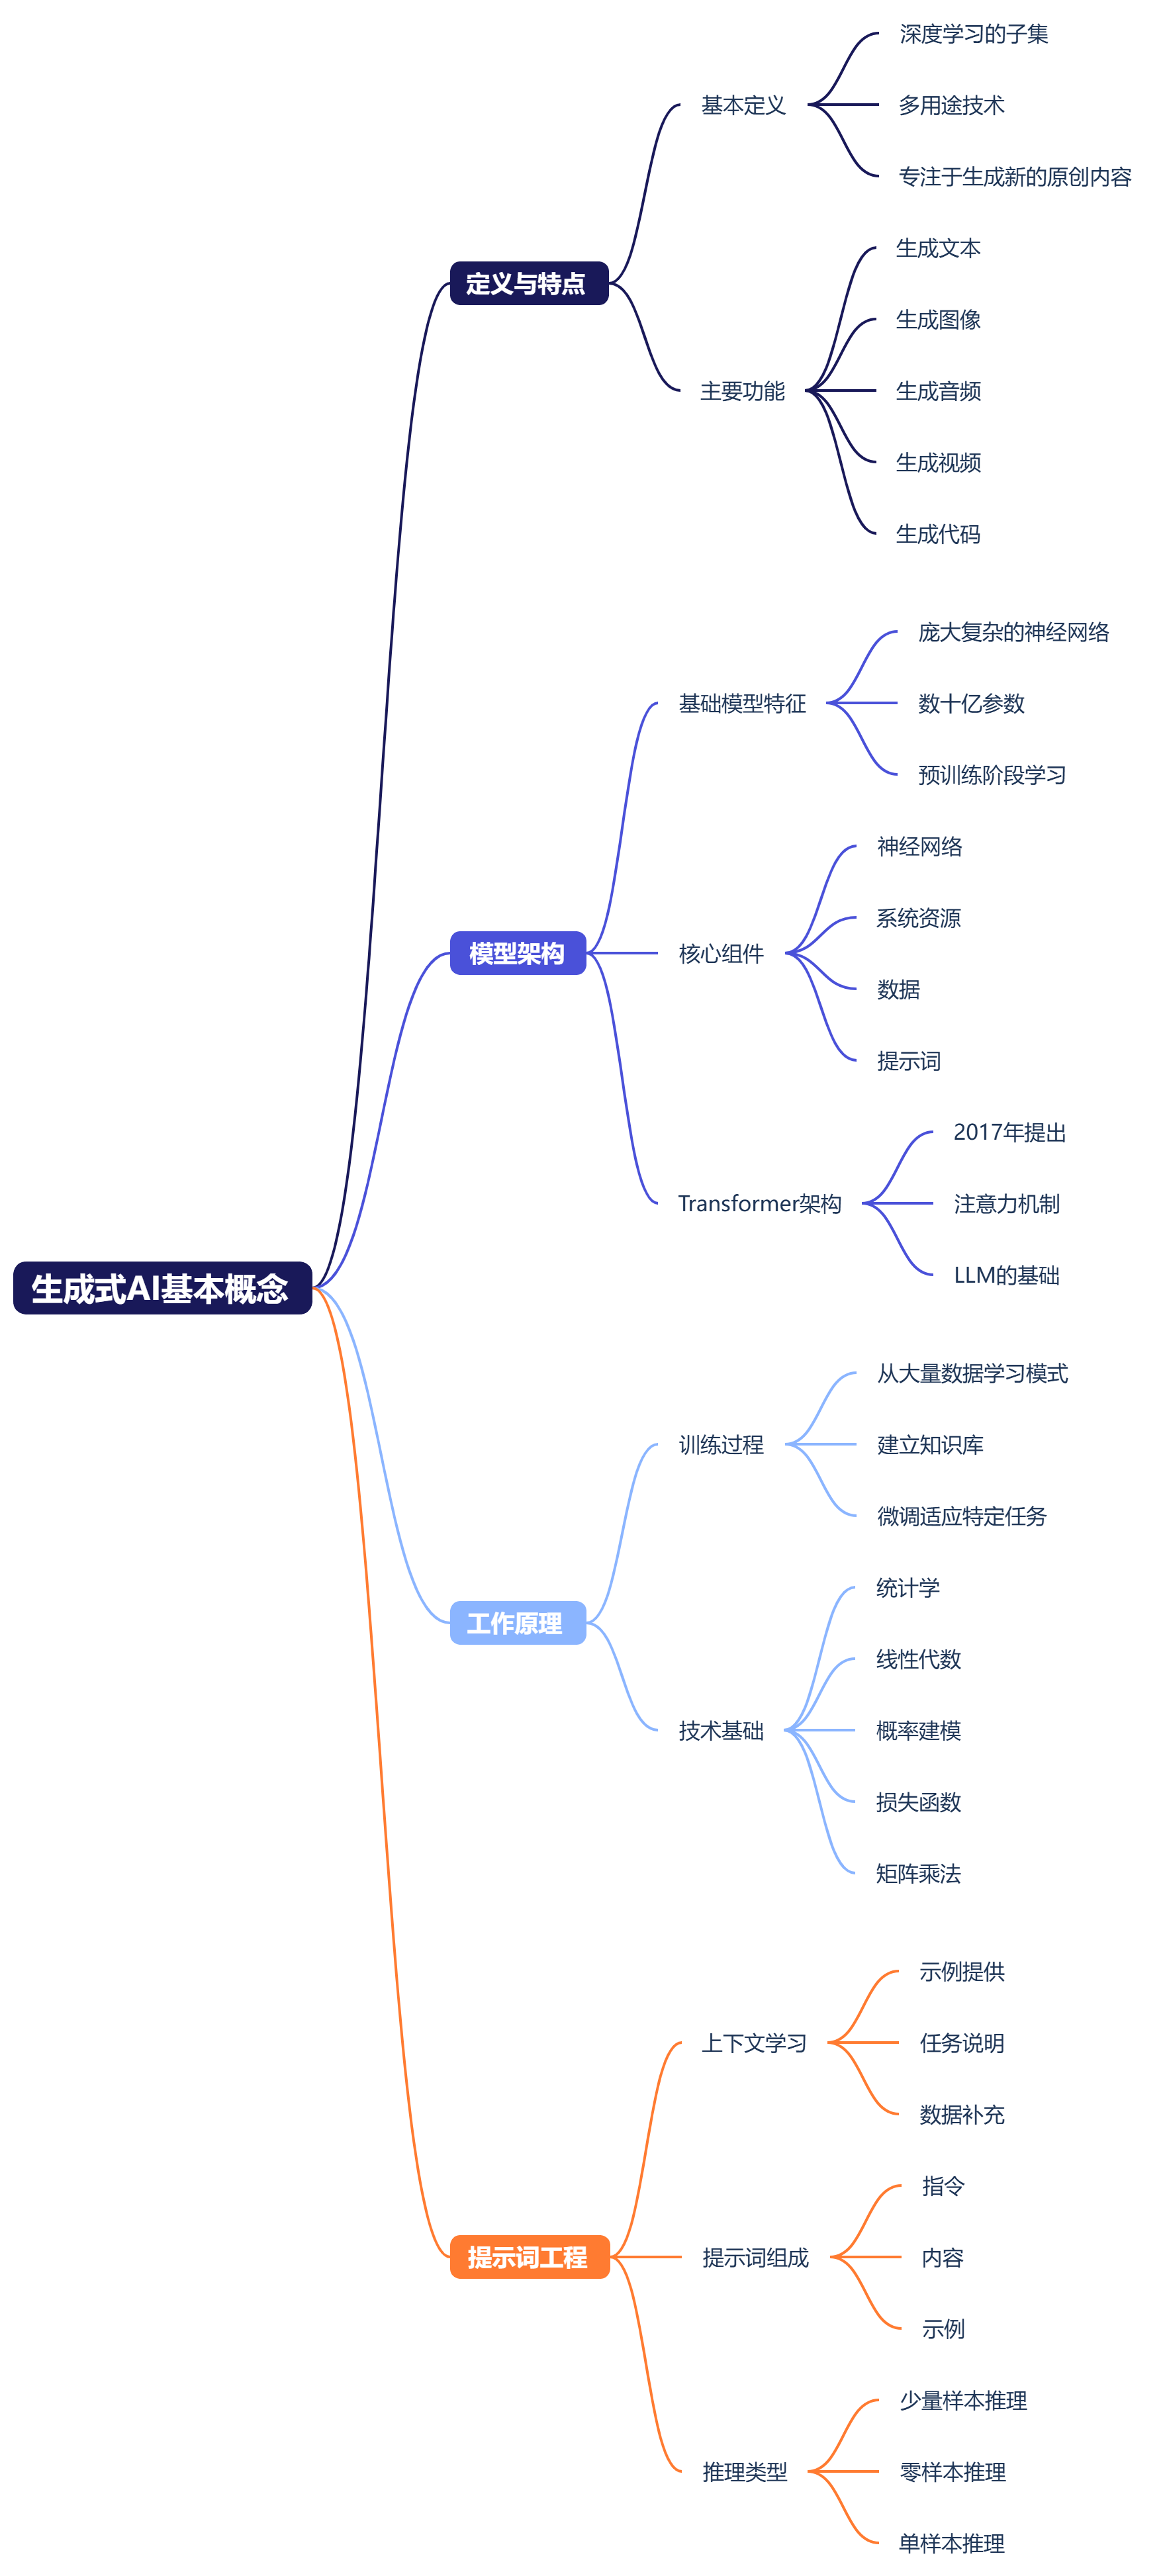 生成式AI基本概念
定义与特点
基本定义
深度学习的子集
多用途技术
专注于生成新的原创内容
主要功能
生成文本
生成图像
生成音频
生成视频
生成代码
模型架构
基础模型特征
庞大复杂的神经网络
数十亿参数
预训练阶段学习
核心组件
神经网络
系统资源
数据
提示词
Transformer架构
2017年提出
注意力机制
LLM的基础
工作原理
训练过程
从大量数据学习模式
建立知识库
微调适应特定任务
技术基础
统计学
线性代数
概率建模
损失函数
矩阵乘法
提示词工程
上下文学习
示例提供
任务说明
数据补充
提示词组成
指令
内容
示例
推理类型
少量样本推理
零样本推理
单样本推理